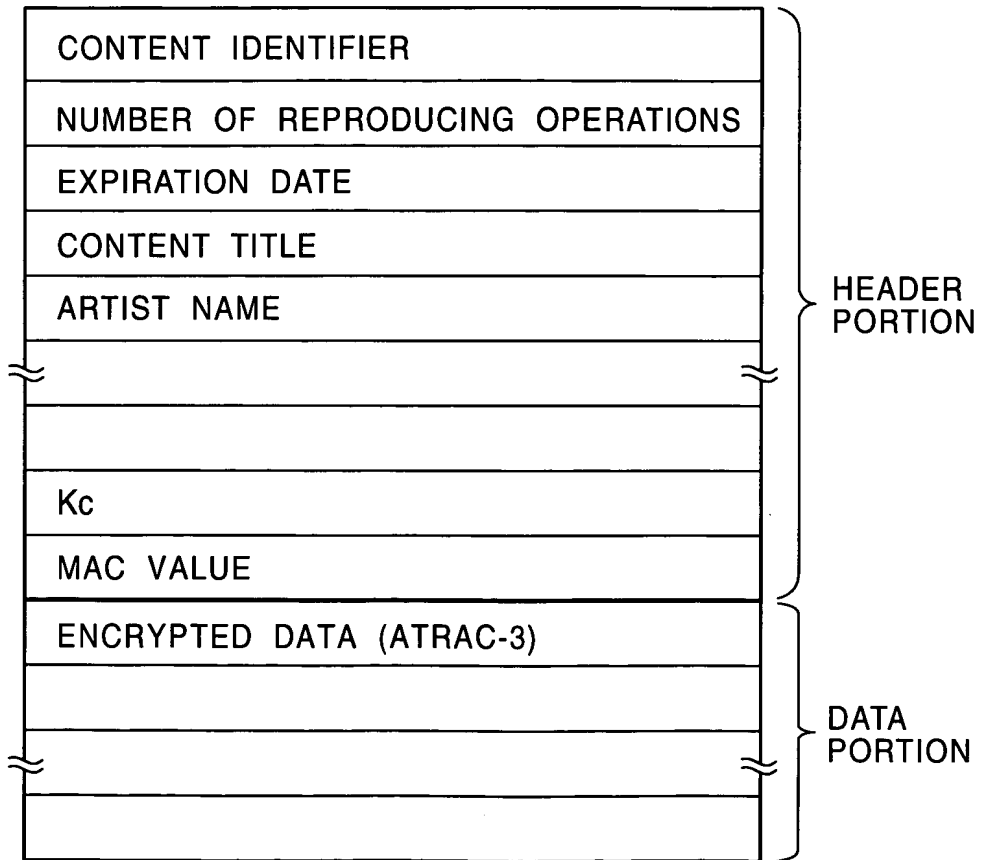 CONTENT IDENTIFIER
NUMBER OF REPRODUCING OPERATIONS
EXPIRATION DATE
CONTENT TITLE
ARTIST NAME
HEADER
PORTION
Kc
MAC VALUE
ENCRYPTED DATA (ATRAC-3)
DATA
PORTION